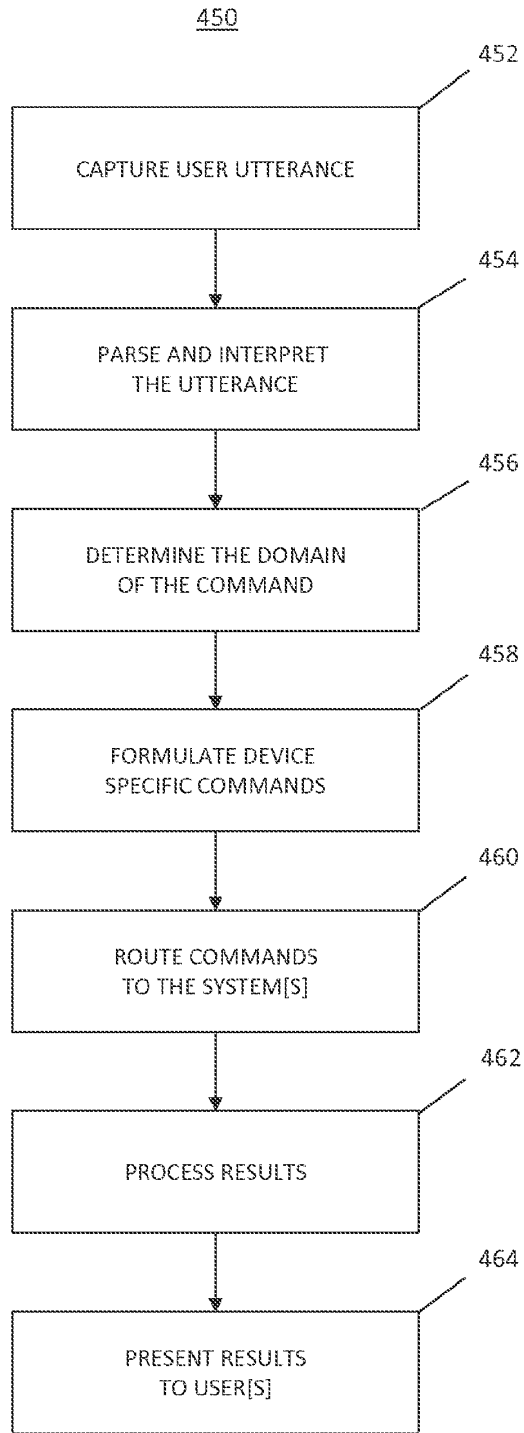 450
452
CAPTURE USER UTTERANCE
454
PARSE AND INTERPRET
THE UTTERANCE
456
DETERMINE THE DOMAIN
OF THE COMMAND
458
FORMULATE DEVICE
SPECIFIC COMMANDS
460
ROUTE COMMANDS
TO THE SYSTEM[S]
462
PROCESS RESULTS
464
PRESENT RESULTS
TO USER[S]